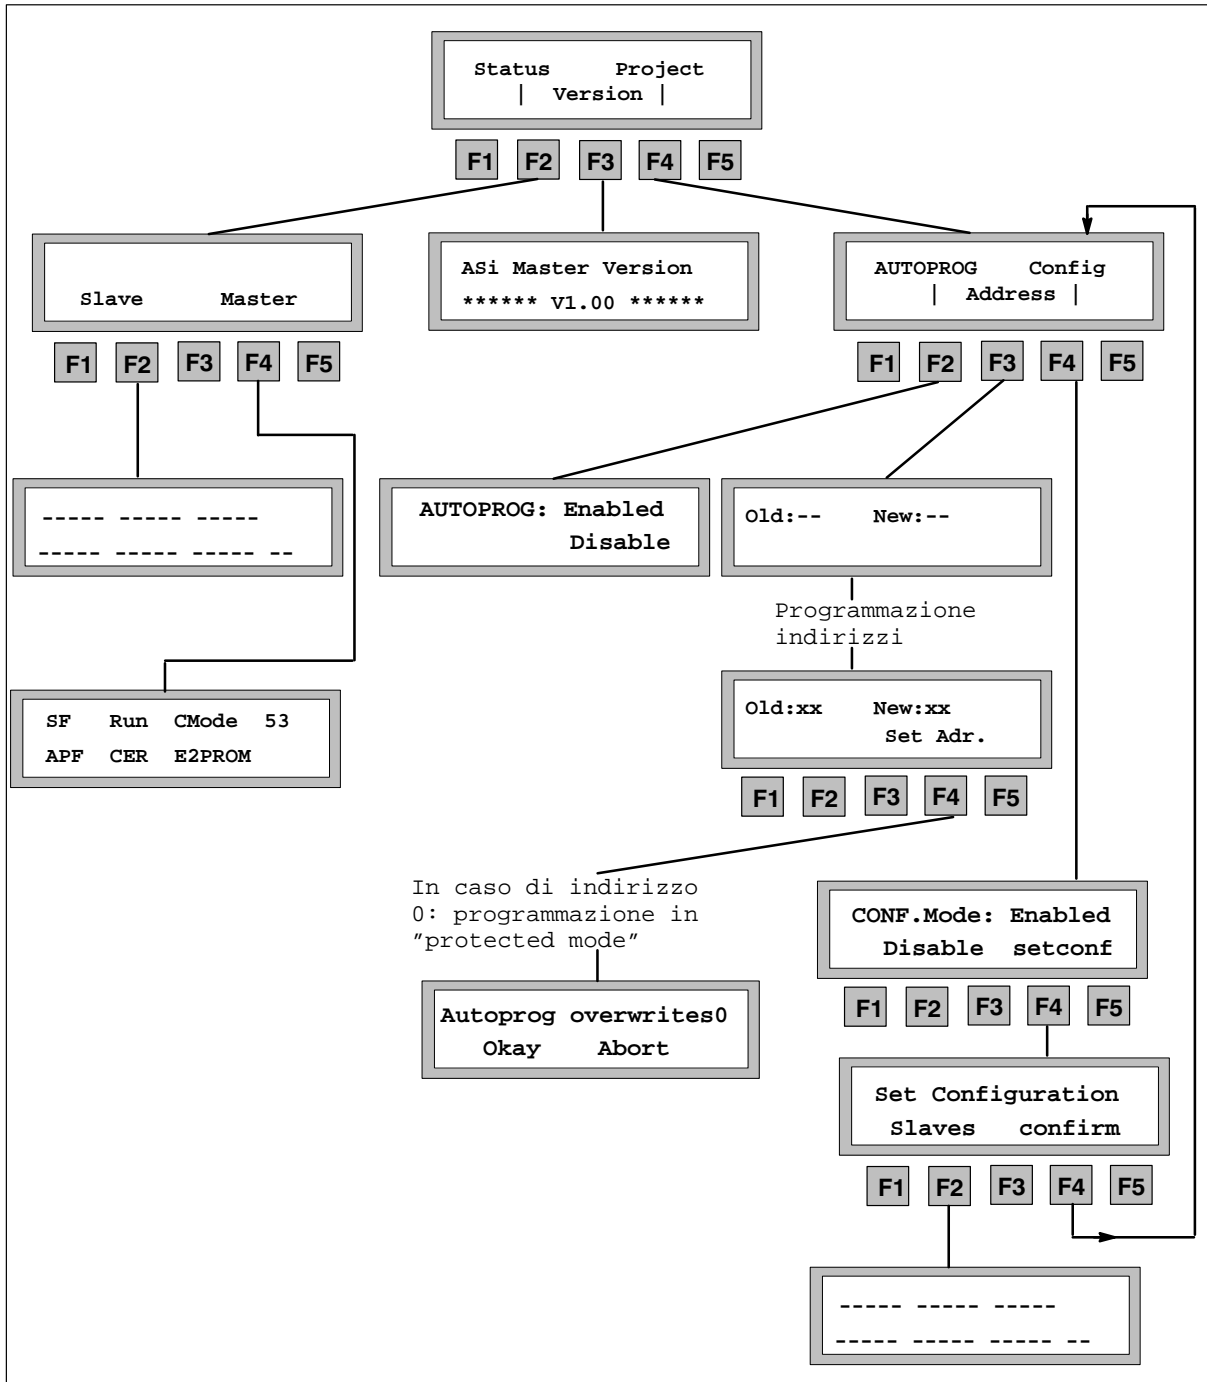 Status Project
| Version |
F1 F2 F3 F4 F5
Slave Master
F1 F2 F3 F4 F5
ASi Master Version
****** V1.00 ******
AUTOPROG Config
| Address |
F1 F2 F3 F4 F5
----- ----- -----
----- ----- ----- --
AUTOPROG: Enabled
Disable
Old:-- New:--
Programmazione
indirizzi
SF Run CMode 53
APF CER E2PROM
Old:xx New:xx
Set Adr.
F1 F2 F3 F4 F5
In caso di indirizzo
0: programmazione in
"protected mode"
Autoprog overwrites0
Okay Abort
CONF.Mode: Enabled
Disable setconf
F1 F2 F3 F4 F5
Set Configuration
Slaves confirm
F1 F2 F3 F4 F5
----- ----- -----
----- ----- ----- --